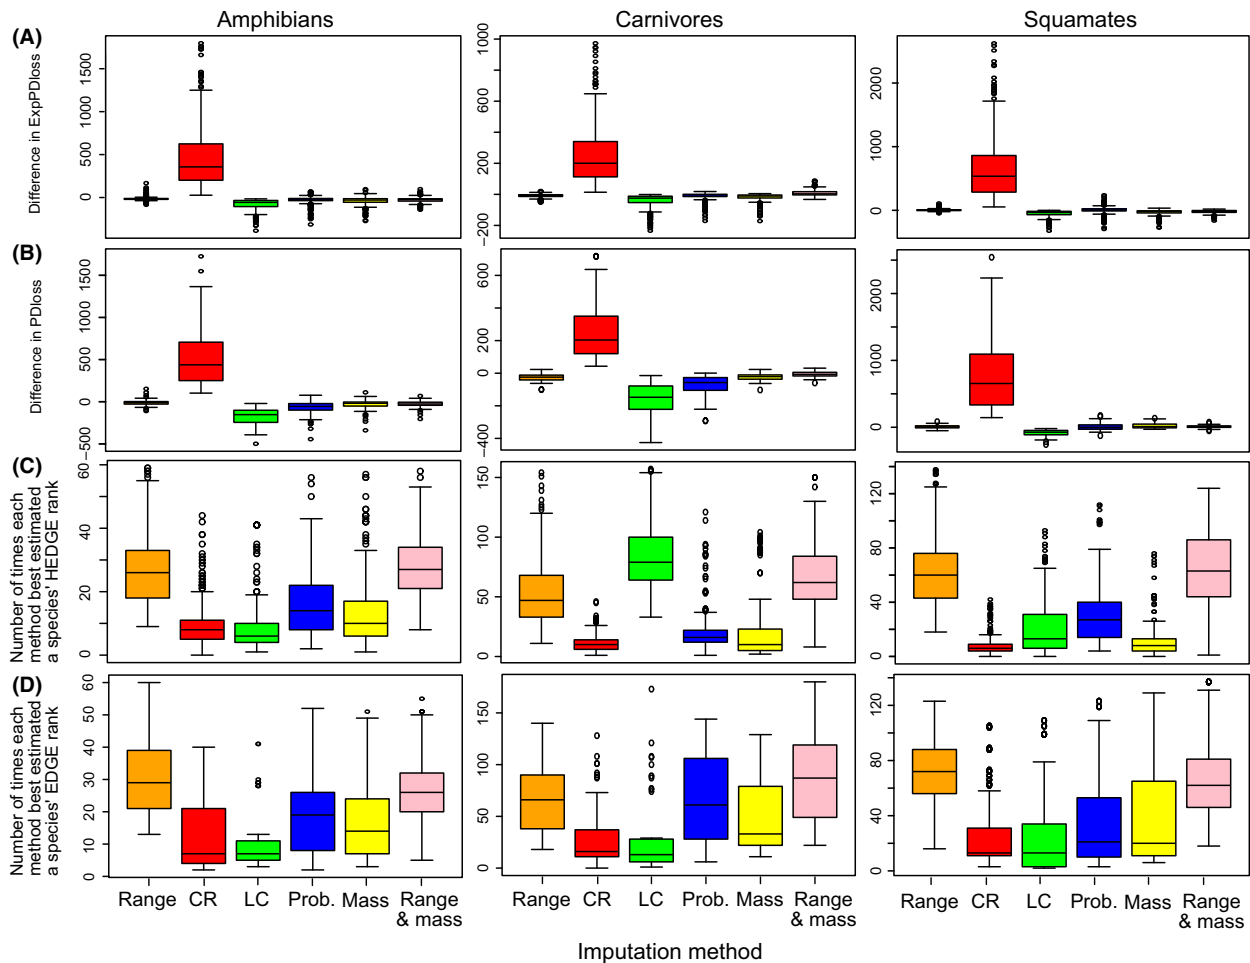 Amphibians Carnivores Squamates
(A)
Difference in ExpPDloss
0 500 1000 1500
−200 200 600 1000
0 1000 2000
(B)
Difference in PDloss
−500 0 500 1000 1500
−400 0 200 600
0 1000 2000
(C)
Number of times each
method best estimated
a species' HEDGE rank
0 20 40 60
0 50 100 150
0 40 80 120
(D)
Number of times each
method best estimated
a species' EDGE rank
0 10 20 30 40 50 60
0 50 100 150
0 40 80 120
Range CR LC Prob. Mass Range
& mass
Range CR LC Prob. Mass Range
& mass
Range CR LC Prob. Mass Range
& mass
Imputation method